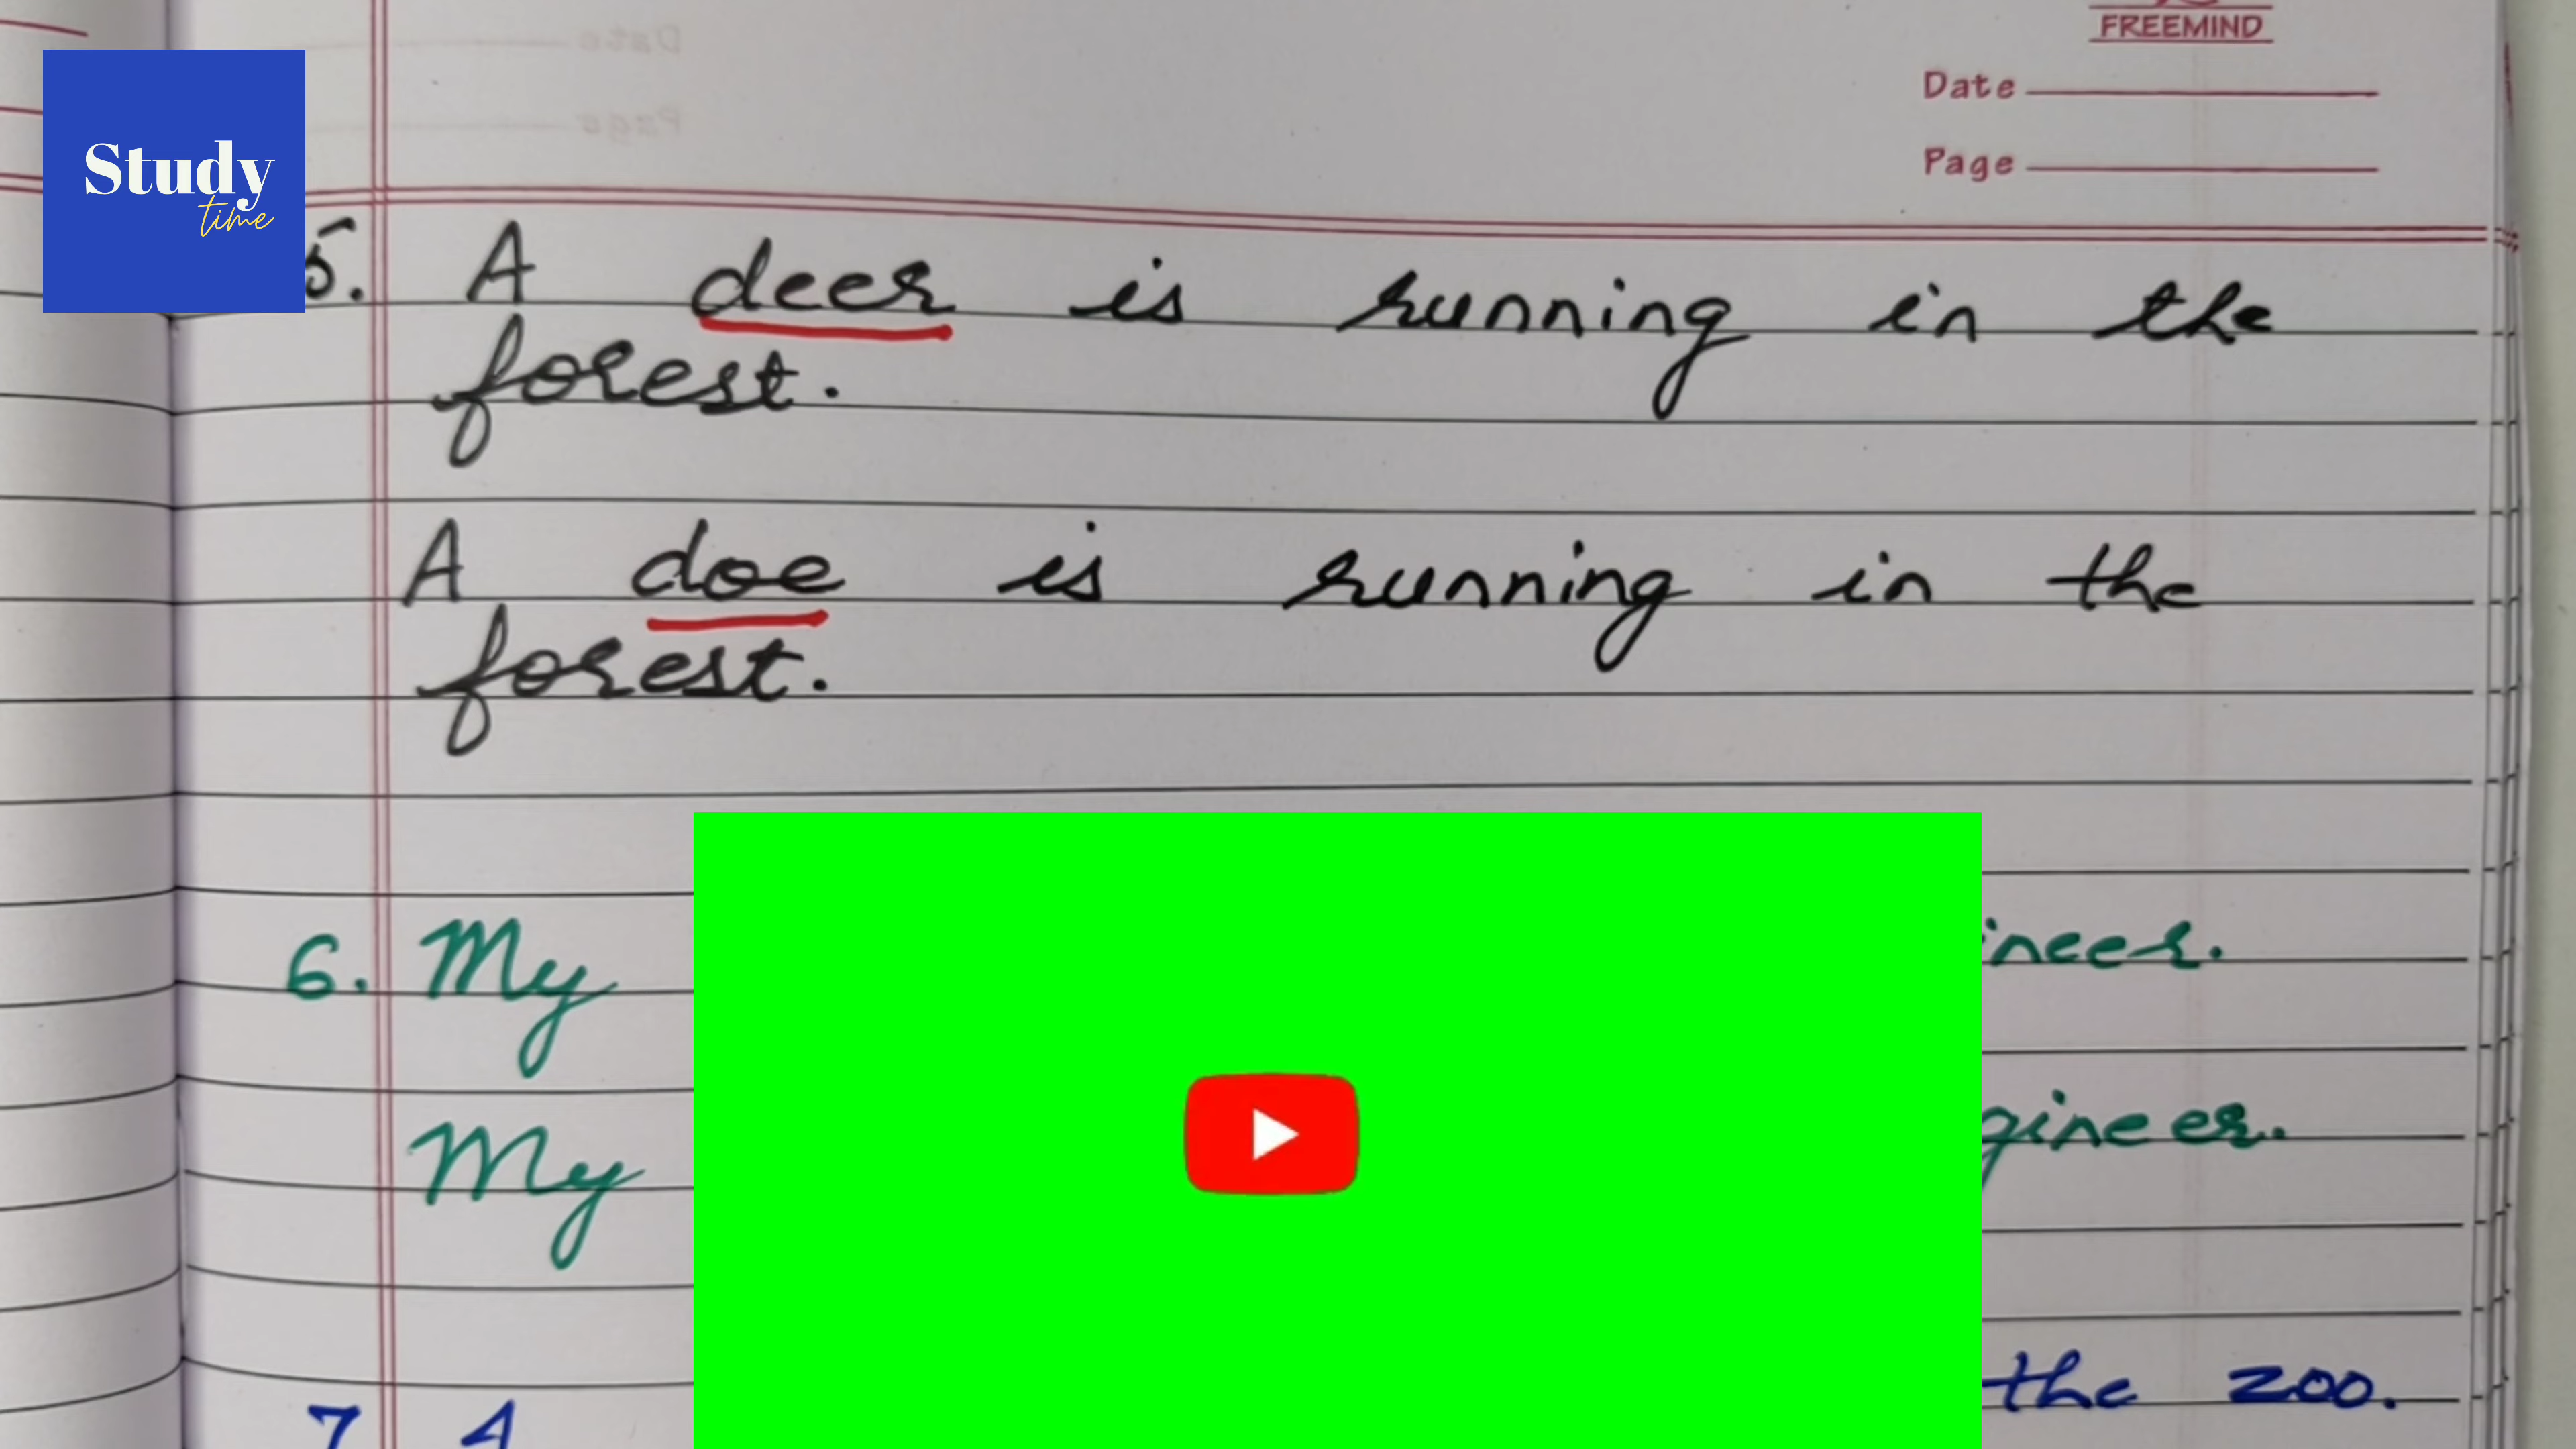 FREEMIND
Date
Page
Study
time
5. A deer is running in the
forest.
A doe is running in the
forest.
6. My ineer.
My gineer.
7 A the zoo.